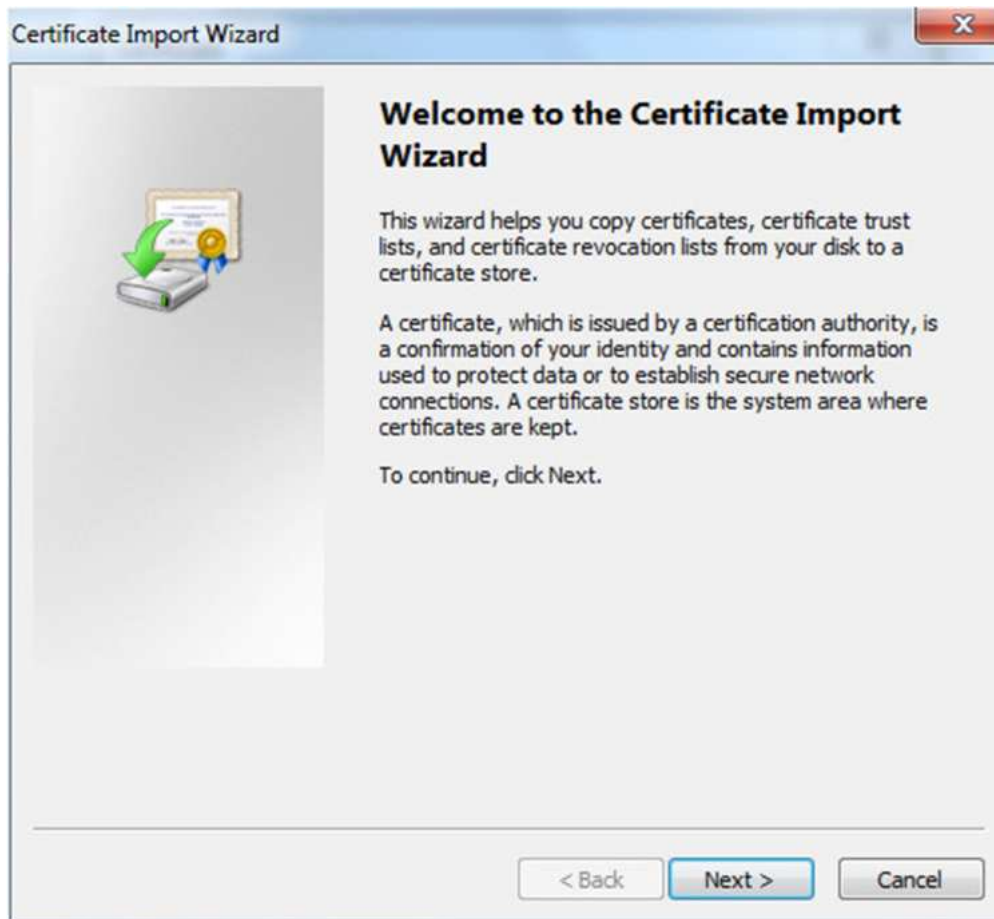 Certificate Import Wizard
Welcome to the Certificate Import
Wizard
This wizard helps you copy certificates, certificate trust
lists, and certificate revocation lists from your disk to a
certificate store.
A certificate, which is issued by a certification authority, is
a confirmation of your identity and contains information
used to protect data or to establish secure network
connections. A certificate store is the system area where
certificates are kept.
To continue, click Next.
< Back
Next >
Cancel